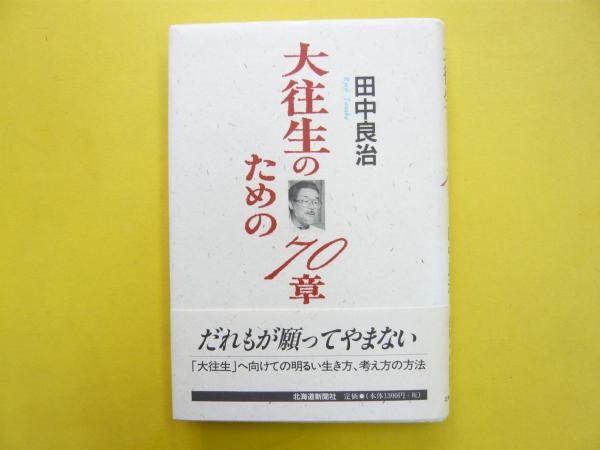 田中良治
Ryoji Tanaka
大往生の
ための
70章
だれもが願ってやまない
「大往生」へ向けての明るい生き方、考え方の方法
北海道新聞社 定価●(本体1300円+税)